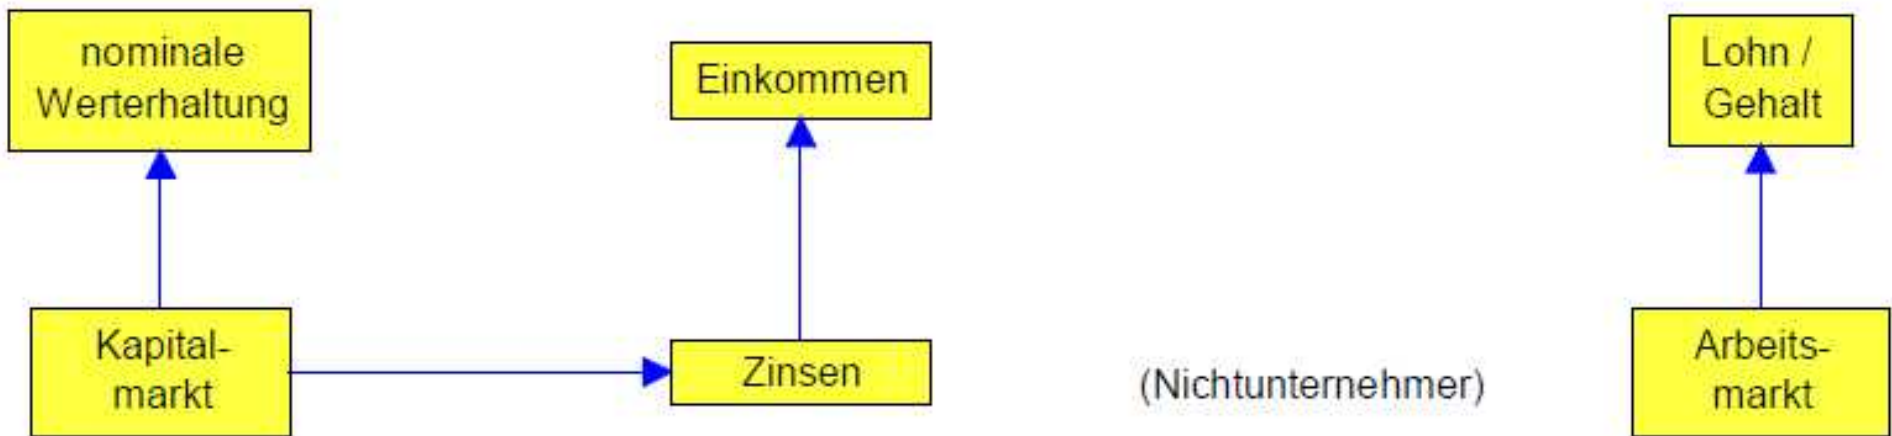 nominale
Werterhaltung
Einkommen
Lohn /
Gehalt
Kapital-
markt
Zinsen
(Nichtunternehmer)
Arbeits-
markt